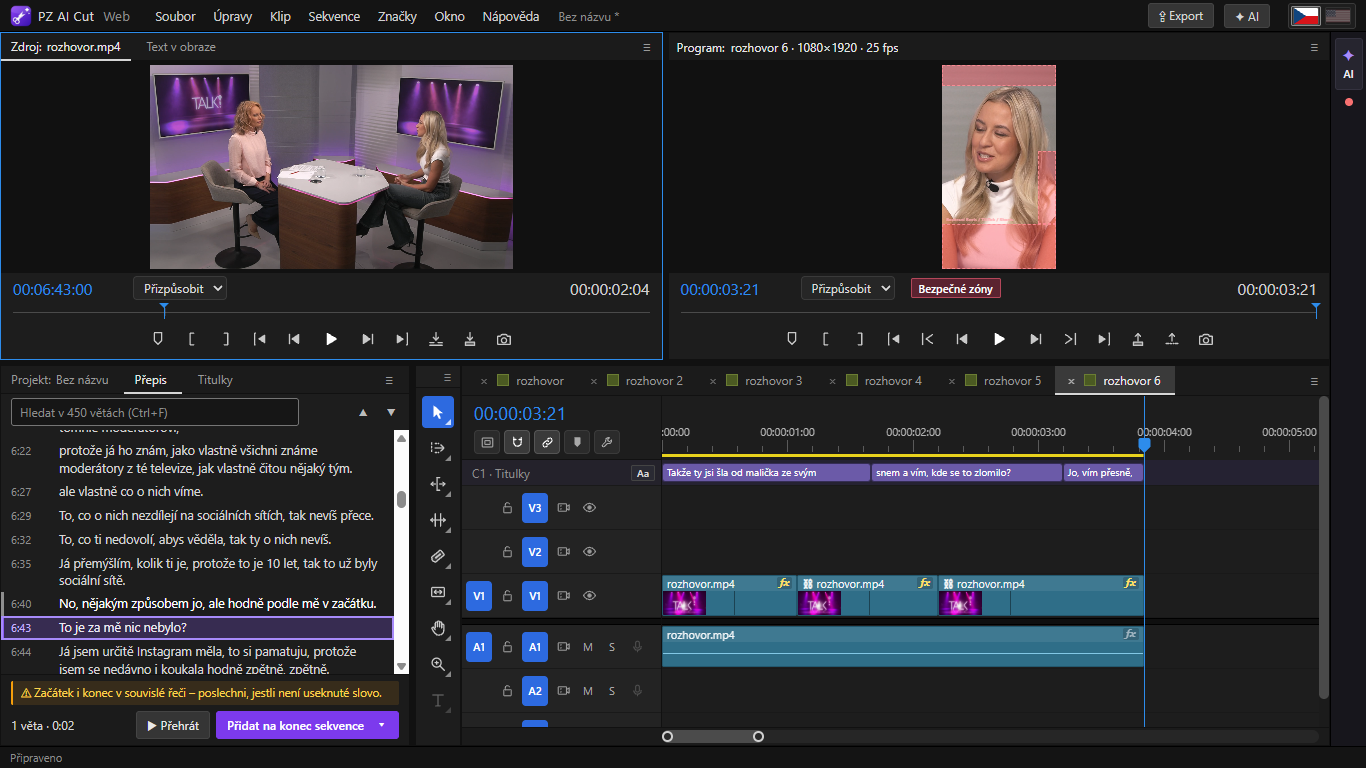 PZ AI Cut Web Soubor Úpravy Klip Sekvence Značky Okno Nápověda Bez názvu * Export AI
Zdroj: rozhovor.mp4 Text v obraze
TALK
00:06:43:00 Přizpůsobit 00:00:02:04
Program: rozhovor 6 · 1080×1920 · 25 fps
00:00:03:21 Přizpůsobit Bezpečné zóny 00:00:03:21
AI
Projekt: Bez názvu Přepis Titulky
Hledat v 450 větách (Ctrl+F)
6:22 protože já ho znám, jako vlastně všichni známe
moderátory z té televize, jak vlastně čitou nějaký tým.
6:27 ale vlastně co o nich víme.
6:29 To, co o nich nezdílejí na sociálních sítích, tak nevíš přece.
6:32 To, co ti nedovolí, abys věděla, tak ty o nich nevíš.
6:35 Já přemýšlím, kolik ti je, protože to je 10 let, tak to už byly
sociální sítě.
6:40 No, nějakým způsobem jo, ale hodně podle mě v začátku.
6:43 To je za mě nic nebylo?
6:44 Já jsem určitě Instagram měla, to si pamatuju, protože
jsem se nedávno i koukala hodně zpětně, zpětně.
Začátek i konec v souvislé řeči – poslechni, jestli není useknuté slovo.
1 věta · 0:02 Přehrát Přidat na konec sekvence
rozhovor rozhovor 2 rozhovor 3 rozhovor 4 rozhovor 5 rozhovor 6
00:00:03:21
:00:00 00:00:01:00 00:00:02:00 00:00:03:00 00:00:04:00 00:00:05:00
C1 · Titulky Aa Takže ty jsi šla od malička ze svým snem a vím, kde se to zlomilo? Jo, vím přesně,
V3
V2
V1 V1 rozhovor.mp4 fx rozhovor.mp4 fx rozhovor.mp4 fx
TALK TALK TALK
A1 A1 M S rozhovor.mp4 fx
A2 M S
Připraveno